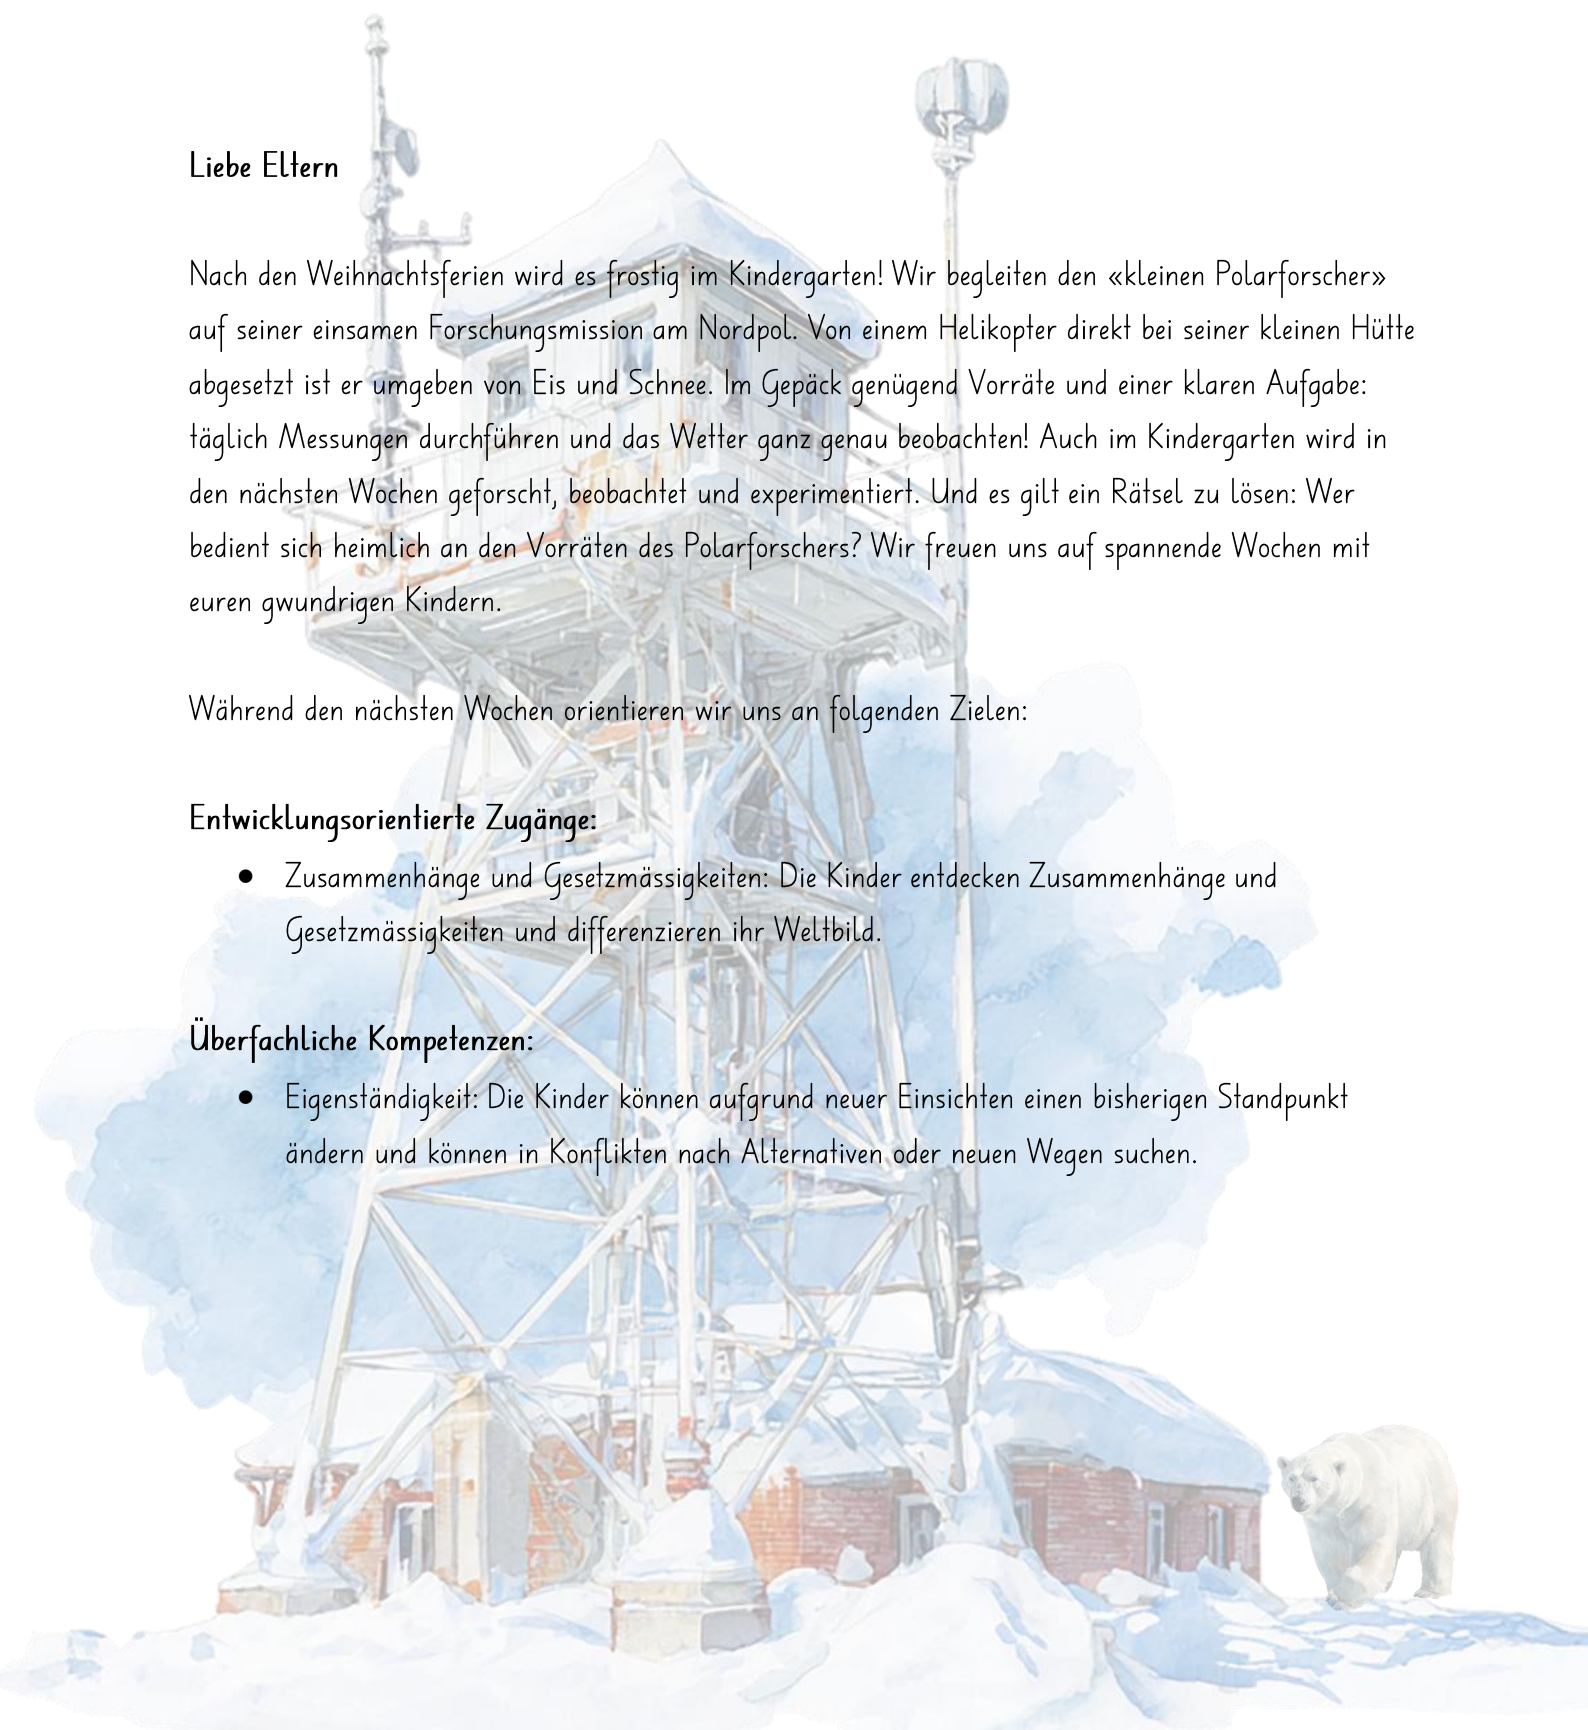 Liebe Eltern
Nach den Weihnachtsferien wird es frostig im Kindergarten! Wir begleiten den «kleinen Polarforscher»
auf seiner einsamen Forschungsmission am Nordpol. Von einem Helikopter direkt bei seiner kleinen Hütte
abgesetzt ist er umgeben von Eis und Schnee. Im Gepäck genügend Vorräte und einer klaren Aufgabe:
täglich Messungen durchführen und das Wetter ganz genau beobachten! Auch im Kindergarten wird in
den nächsten Wochen geforscht, beobachtet und experimentiert. Und es gilt ein Rätsel zu lösen: Wer
bedient sich heimlich an den Vorräten des Polarforschers? Wir freuen uns auf spannende Wochen mit
euren gwundrigen Kindern.
Während den nächsten Wochen orientieren wir uns an folgenden Zielen:
Entwicklungsorientierte Zugänge:
● Zusammenhänge und Gesetzmässigkeiten: Die Kinder entdecken Zusammenhänge und
Gesetzmässigkeiten und differenzieren ihr Weltbild.
Überfachliche Kompetenzen:
● Eigenständigkeit: Die Kinder können aufgrund neuer Einsichten einen bisherigen Standpunkt
ändern und können in Konflikten nach Alternativen oder neuen Wegen suchen.